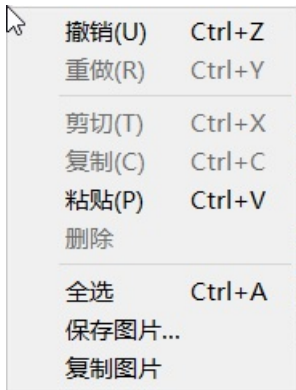 撤销(U) Ctrl+Z
重做(R) Ctrl+Y
剪切(T) Ctrl+X
复制(C) Ctrl+C
粘贴(P) Ctrl+V
删除
全选 Ctrl+A
保存图片...
复制图片